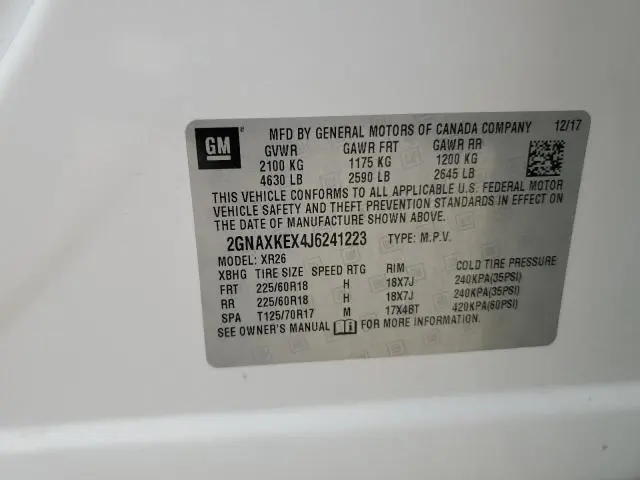 GM
MFD BY GENERAL MOTORS OF CANADA COMPANY 12/17
GVWR GAWR FRT GAWR RR
2100 KG 1175 KG 1200 KG
4630 LB 2590 LB 2645 LB
THIS VEHICLE CONFORMS TO ALL APPLICABLE U.S. FEDERAL MOTOR
VEHICLE SAFETY AND THEFT PREVENTION STANDARDS IN EFFECT ON
THE DATE OF MANUFACTURE SHOWN ABOVE.
2GNAXKEX4J6241223 TYPE: M.P.V.
MODEL: XR26
XBHG TIRE SIZE SPEED RTG RIM COLD TIRE PRESSURE
FRT 225/60R18 H 18X7J 240KPA(35PSI)
RR 225/60R18 H 18X7J 240KPA(35PSI)
SPA T125/70R17 M 17X4BT 420KPA(60PSI)
SEE OWNER'S MANUAL FOR MORE INFORMATION.